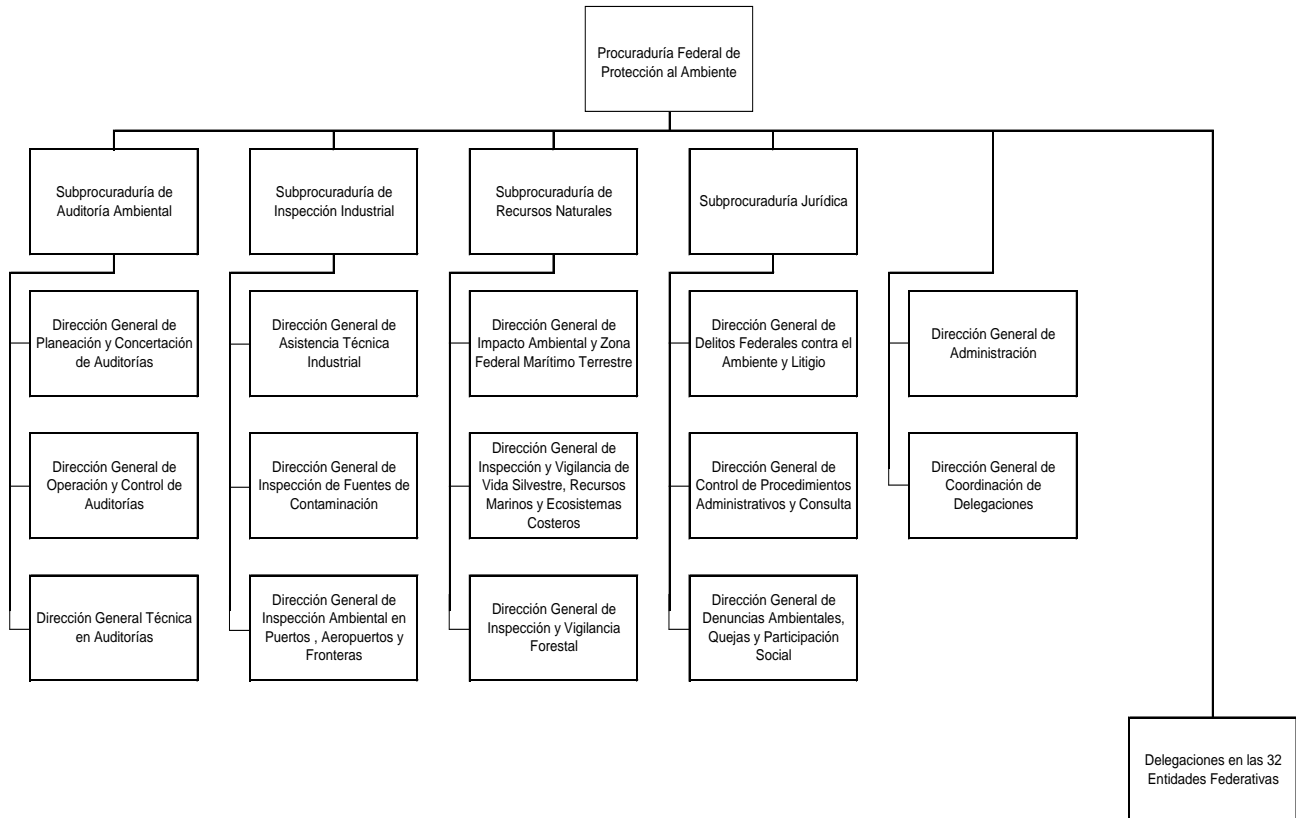 Procuraduría Federal de
Protección al Ambiente
Subprocuraduría de
Auditoría Ambiental
Subprocuraduría de
Inspección Industrial
Subprocuraduría de
Recursos Naturales
Subprocuraduría Jurídica
Dirección General de
Planeación y Concertación
de Auditorías
Dirección General de
Asistencia Técnica
Industrial
Dirección General de
Impacto Ambiental y Zona
Federal Marítimo Terrestre
Dirección General de
Delitos Federales contra el
Ambiente y Litigio
Dirección General de
Administración
Dirección General de
Operación y Control de
Auditorías
Dirección General de
Inspección de Fuentes de
Contaminación
Dirección General de
Inspección y Vigilancia de
Vida Silvestre, Recursos
Marinos y Ecosistemas
Costeros
Dirección General de
Control de Procedimientos
Administrativos y Consulta
Dirección General de
Coordinación de
Delegaciones
Dirección General Técnica
en Auditorías
Dirección General de
Inspección Ambiental en
Puertos , Aeropuertos y
Fronteras
Dirección General de
Inspección y Vigilancia
Forestal
Dirección General de
Denuncias Ambientales,
Quejas y Participación
Social
Delegaciones en las 32
Entidades Federativas